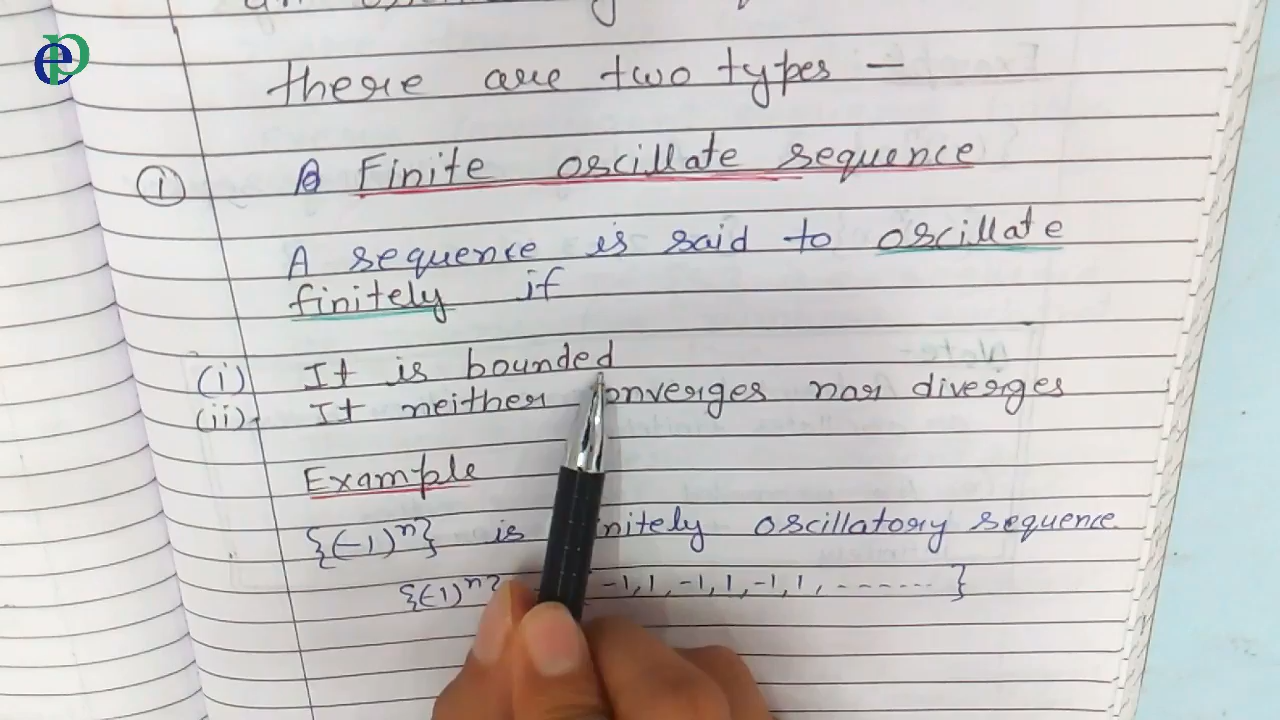 there are two types —
(i) A Finite oscillate sequence
A sequence is said to oscillate
finitely if
(i) It is bounded
(ii) It neither converges nor diverges
Example
{(-1)^n} is finitely oscillatory sequence
{(-1)^n} {-1, 1, -1, 1, -1, 1, ------- }